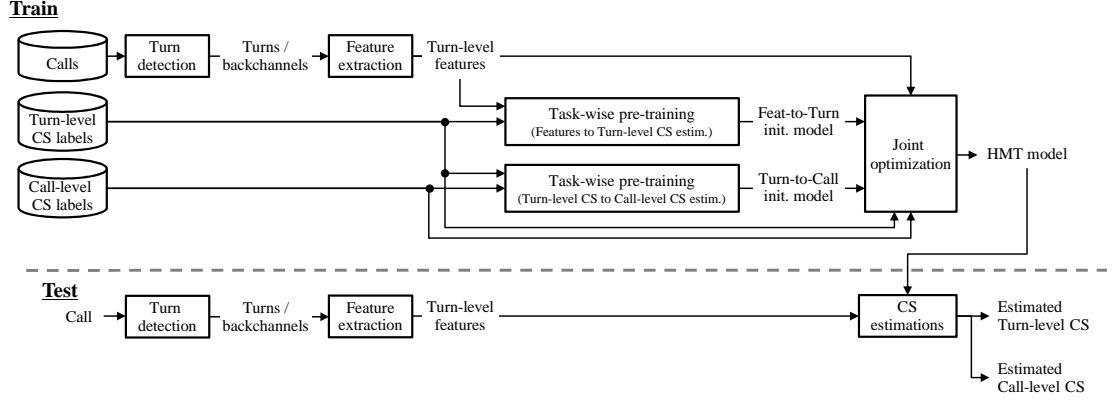 Train
Calls
Turn
detection
Turns /
backchannels
Feature
extraction
Turn-level
features
Turn-level
CS labels
Task-wise pre-training
(Features to Turn-level CS estim.)
Feat-to-Turn
init. model
Joint
optimization
HMT model
Call-level
CS labels
Task-wise pre-training
(Turn-level CS to Call-level CS estim.)
Turn-to-Call
init. model
Test
Call
Turn
detection
Turns /
backchannels
Feature
extraction
Turn-level
features
CS
estimations
Estimated
Turn-level CS
Estimated
Call-level CS